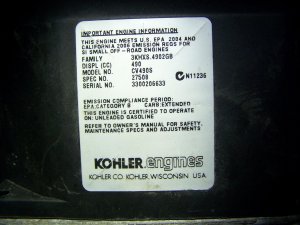 IMPORTANT ENGINE INFORMATION
THIS ENGINE MEETS U.S. EPA 2004 AND
CALIFORNIA 2006 EMISSION REGS FOR
SI SMALL OFF-ROAD ENGINES
FAMILY 3KHXS.4902GB
DISPL (CC) 490
MODEL NO. CV490S
SPEC NO. 27508
SERIAL NO. 3300206633
N11236
EMISSION COMPLIANCE PERIOD:
EPA:CATEGORY B CARB:EXTENDED
THIS ENGINE IS CERTIFIED TO OPERATE
ON: UNLEADED GASOLINE
REFER TO OWNER'S MANUAL FOR SAFETY,
MAINTENANCE SPECS AND ADJUSTMENTS
KOHLER engines
KOHLER CO. KOHLER, WISCONSIN USA